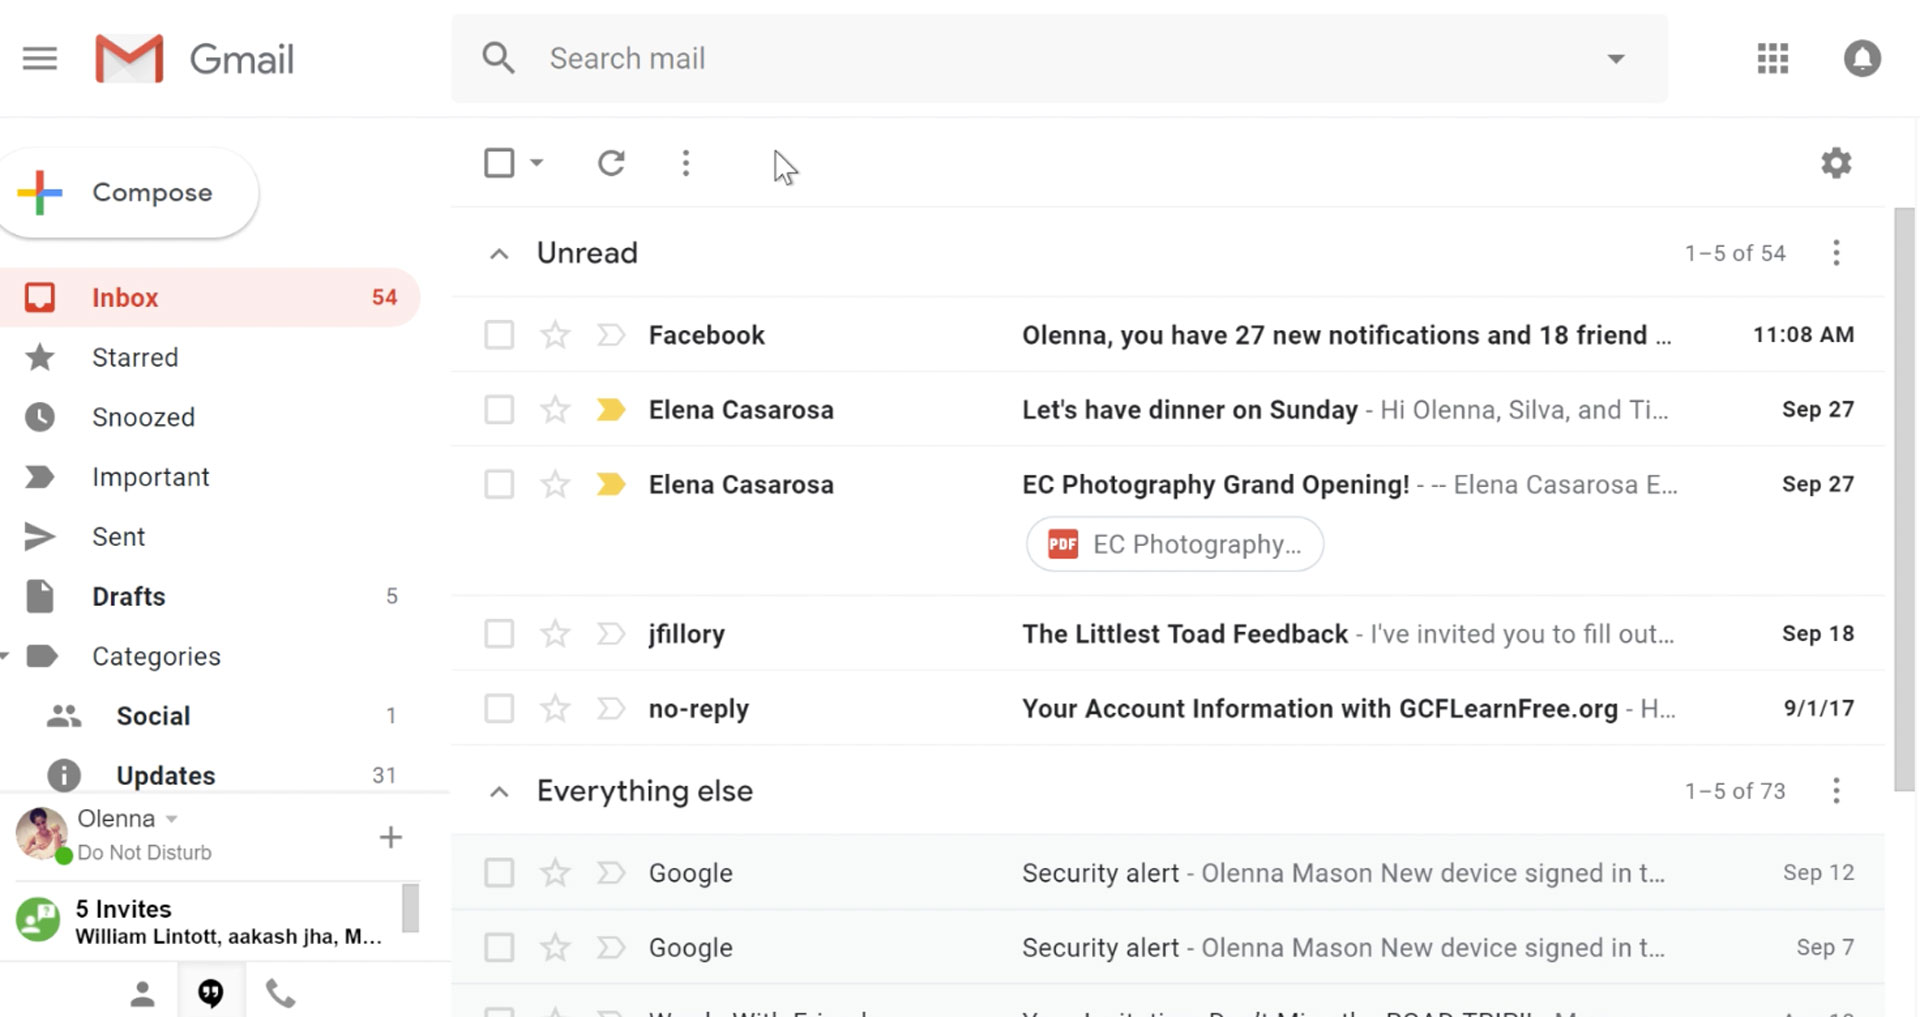 Gmail
Search mail
Compose
Inbox 54
Starred
Snoozed
Important
Sent
Drafts 5
Categories
Social 1
Updates 31
Olenna
Do Not Disturb
5 Invites
William Lintott, aakash jha, M...
Unread 1–5 of 54
Facebook Olenna, you have 27 new notifications and 18 friend ... 11:08 AM
Elena Casarosa Let's have dinner on Sunday - Hi Olenna, Silva, and Ti... Sep 27
Elena Casarosa EC Photography Grand Opening! - -- Elena Casarosa E... Sep 27
PDF EC Photography...
jfillory The Littlest Toad Feedback - I've invited you to fill out... Sep 18
no-reply Your Account Information with GCFLearnFree.org - H... 9/1/17
Everything else 1–5 of 73
Google Security alert - Olenna Mason New device signed in t... Sep 12
Google Security alert - Olenna Mason New device signed in t... Sep 7